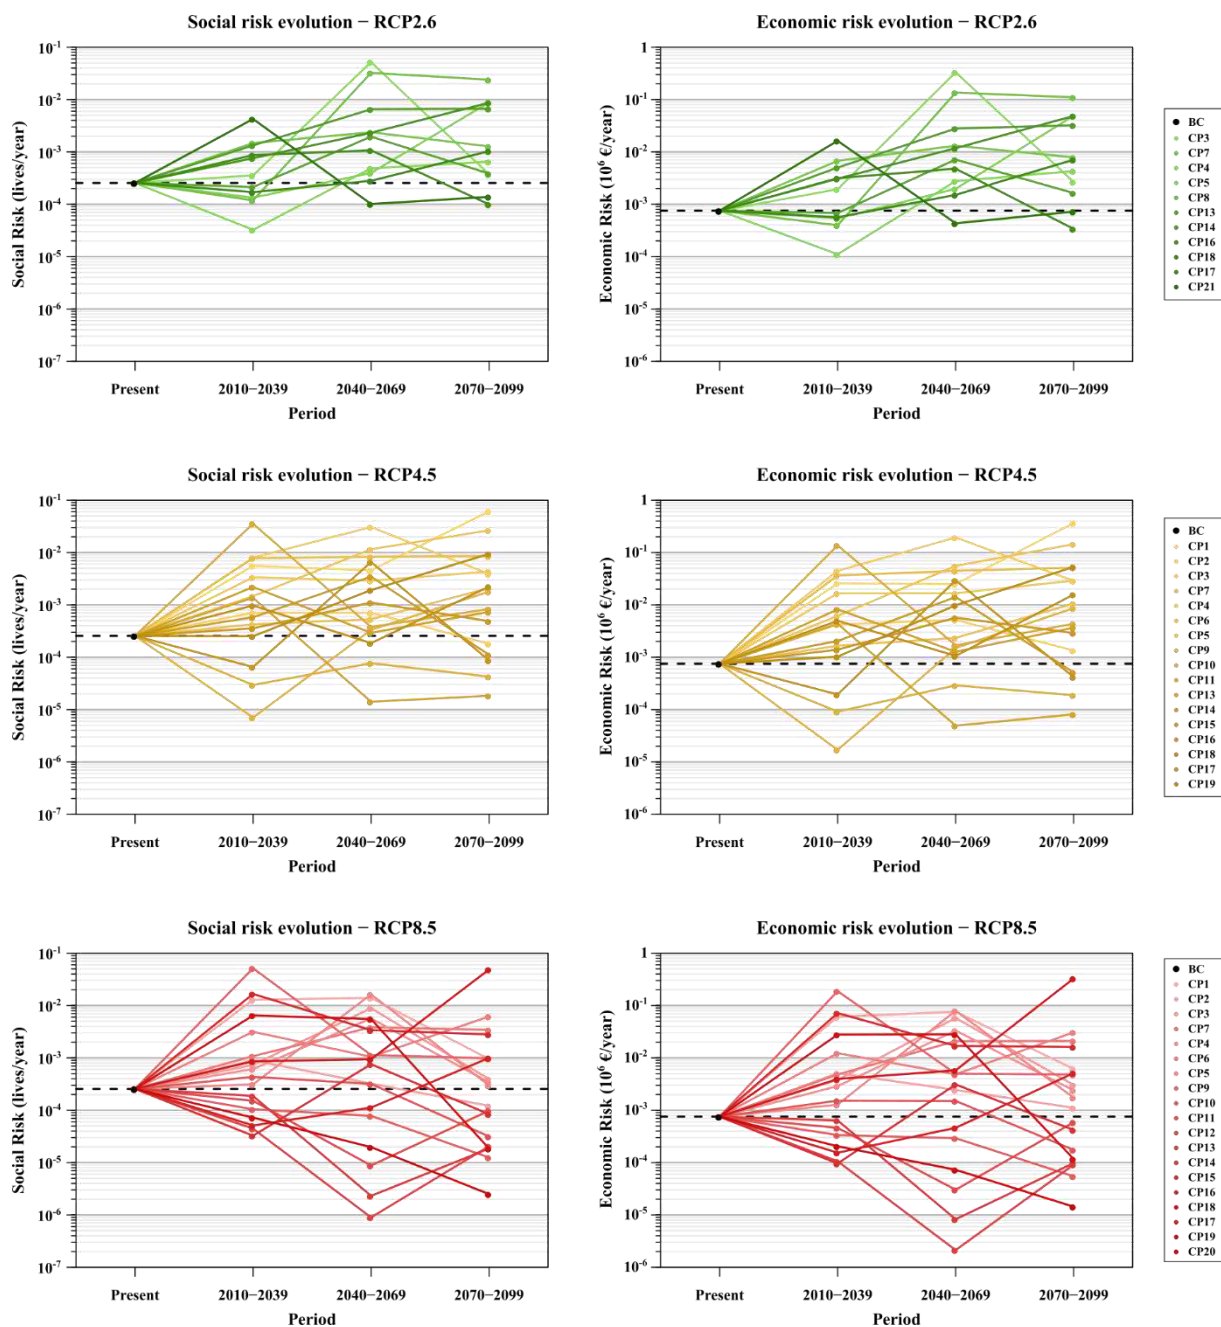 Social risk evolution − RCP2.6
Social Risk (lives/year)
10-1
10-2
10-3
10-4
10-5
10-6
10-7
Present 2010−2039 2040−2069 2070−2099
Period
Economic risk evolution − RCP2.6
Economic Risk (10⁶ €/year)
1
10-1
10-2
10-3
10-4
10-5
10-6
Present 2010−2039 2040−2069 2070−2099
Period
BC
CP3
CP7
CP4
CP5
CP8
CP13
CP14
CP16
CP18
CP17
CP21
Social risk evolution − RCP4.5
Social Risk (lives/year)
10-1
10-2
10-3
10-4
10-5
10-6
10-7
Present 2010−2039 2040−2069 2070−2099
Period
Economic risk evolution − RCP4.5
Economic Risk (10⁶ €/year)
1
10-1
10-2
10-3
10-4
10-5
10-6
Present 2010−2039 2040−2069 2070−2099
Period
BC
CP1
CP2
CP3
CP7
CP4
CP6
CP5
CP9
CP10
CP11
CP13
CP14
CP15
CP16
CP18
CP17
CP19
Social risk evolution − RCP8.5
Social Risk (lives/year)
10-1
10-2
10-3
10-4
10-5
10-6
10-7
Present 2010−2039 2040−2069 2070−2099
Period
Economic risk evolution − RCP8.5
Economic Risk (10⁶ €/year)
1
10-1
10-2
10-3
10-4
10-5
10-6
Present 2010−2039 2040−2069 2070−2099
Period
BC
CP1
CP2
CP3
CP7
CP4
CP6
CP5
CP9
CP10
CP11
CP12
CP13
CP14
CP15
CP16
CP18
CP17
CP19
CP20